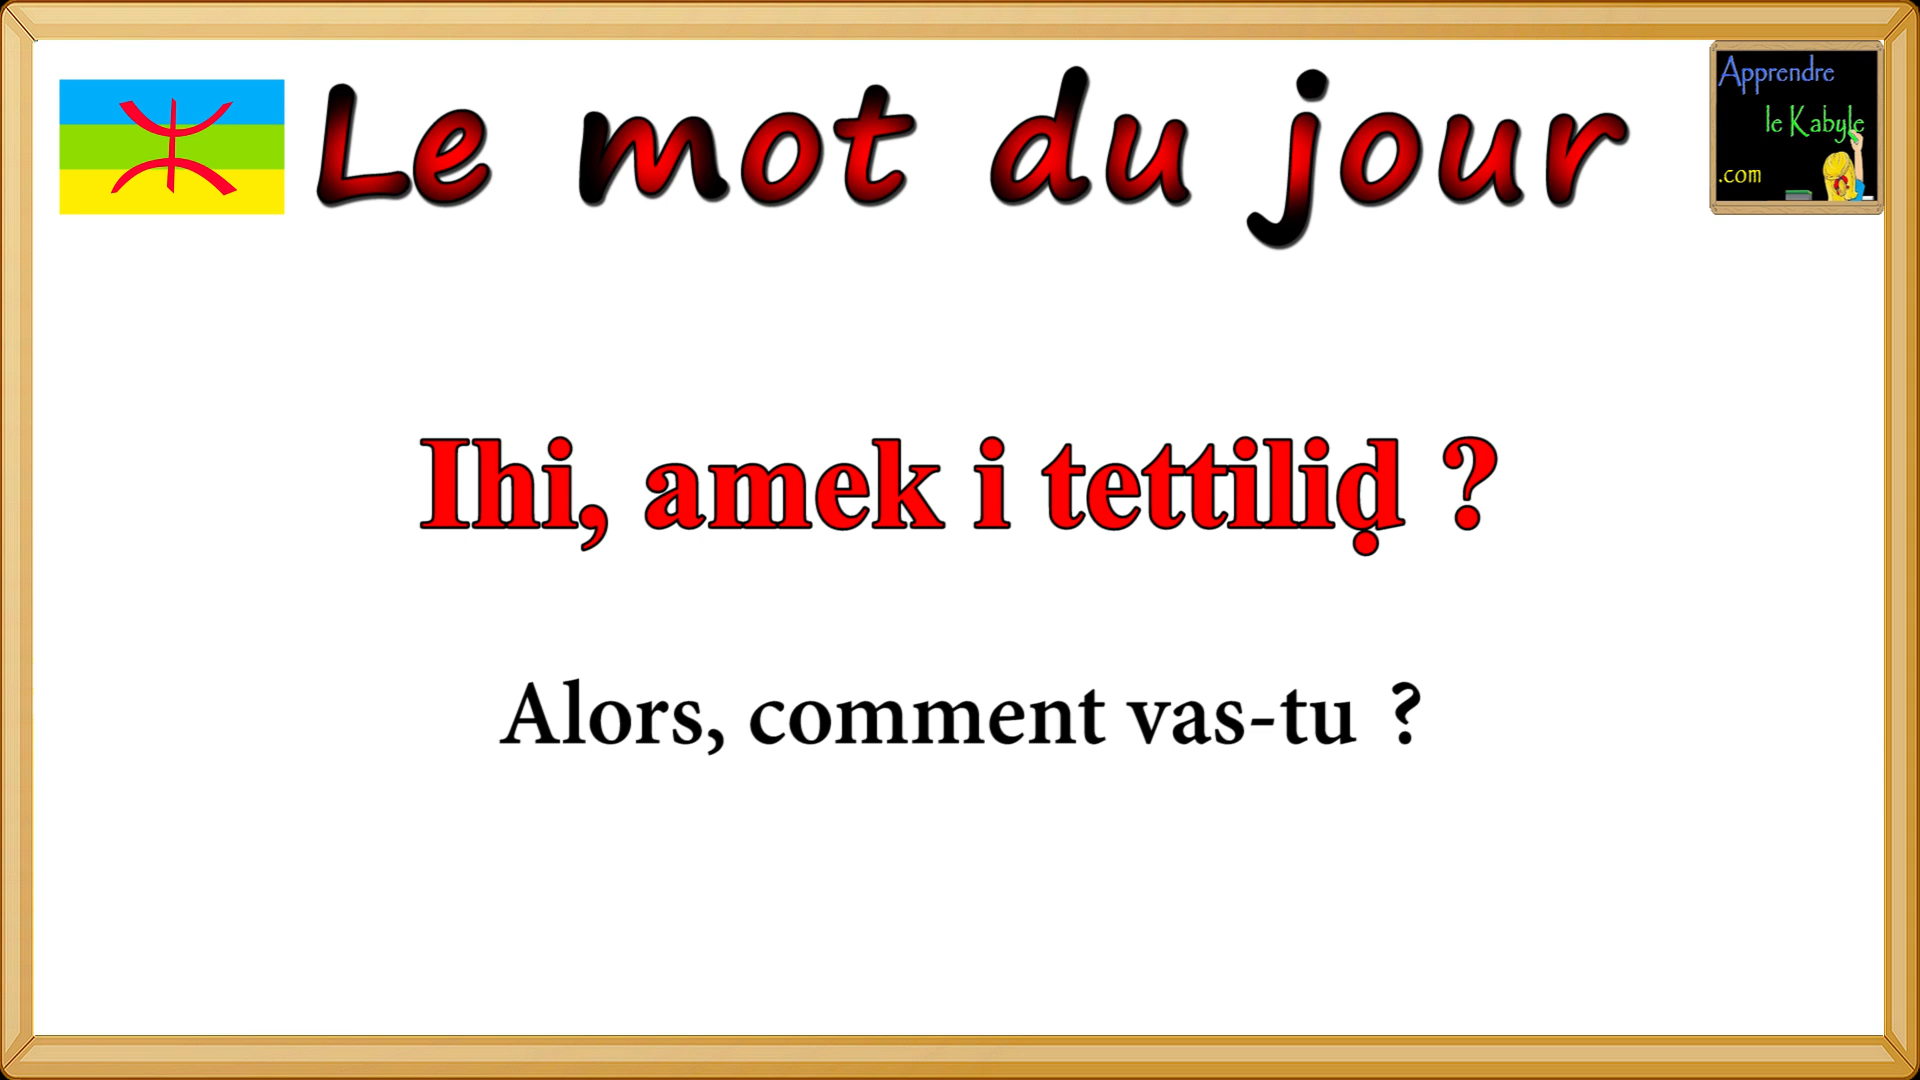 Le mot du jour
Apprendre
le Kabyle
.com
Ihi, amek i tettiliḍ ?
Alors, comment vas-tu ?